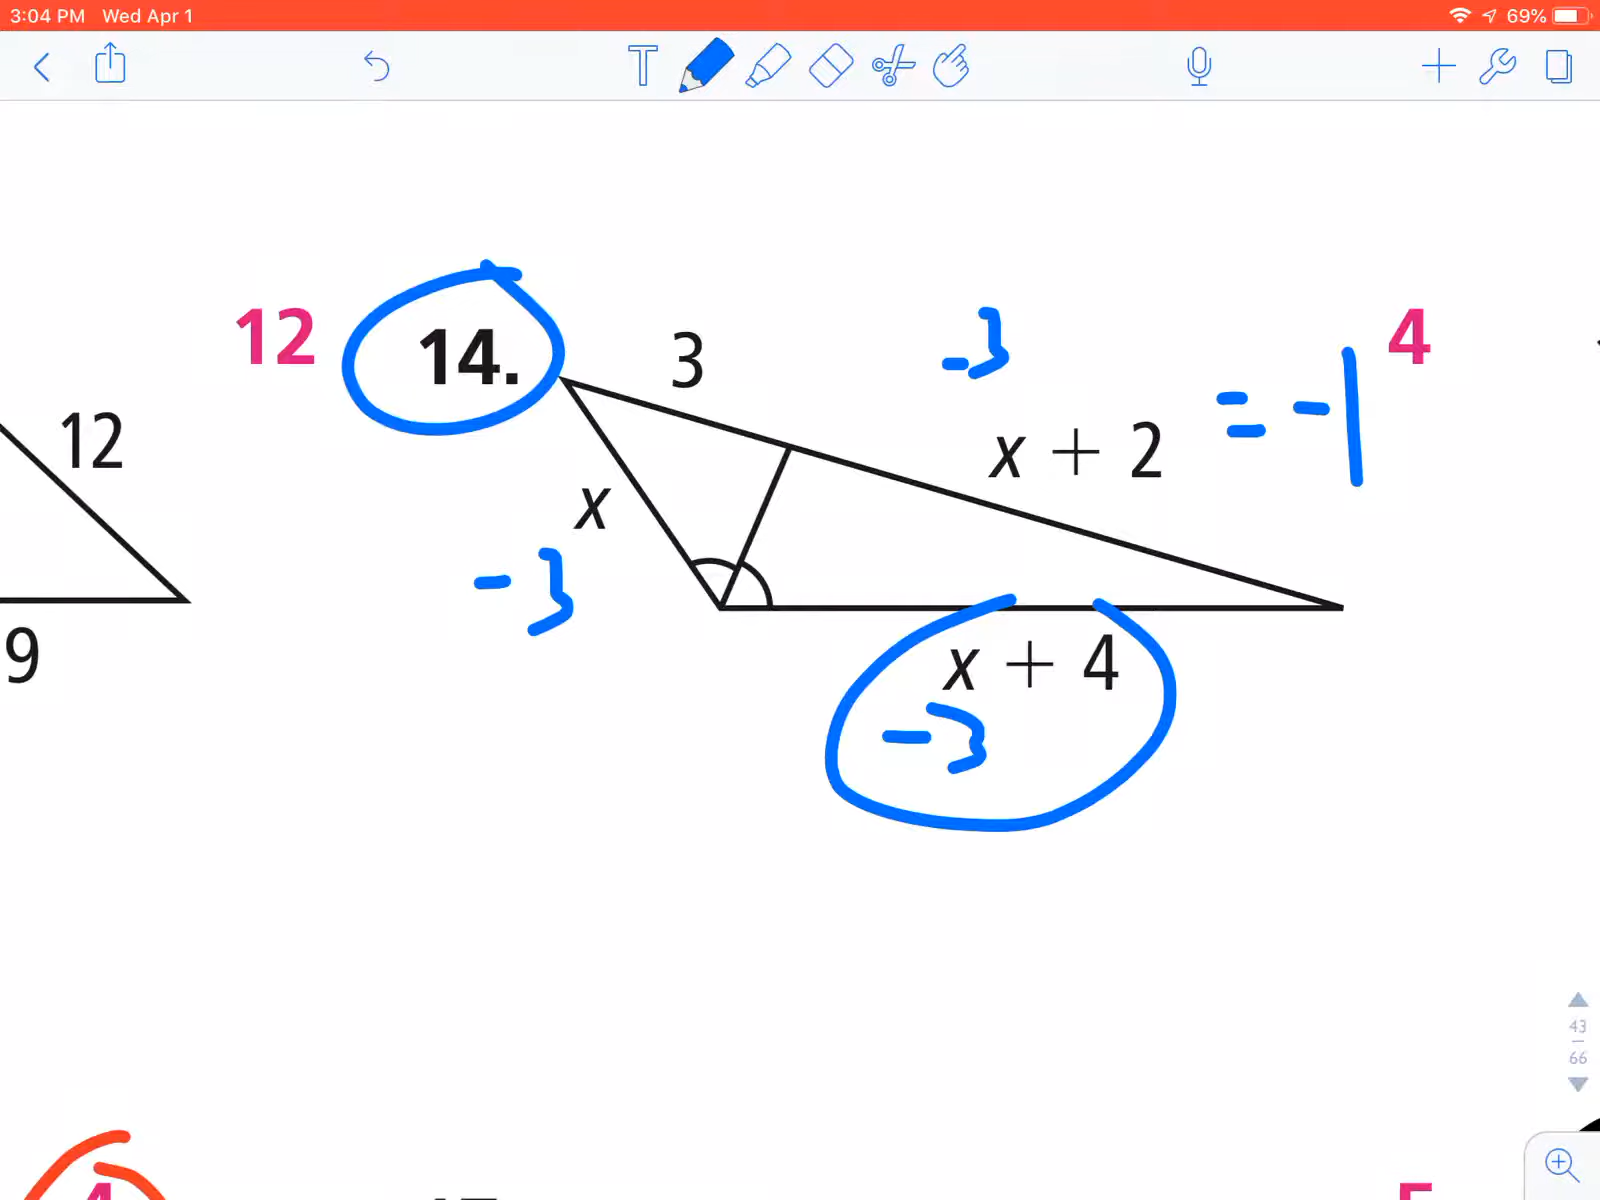 3:04 PM Wed Apr 1 69%
T
12 14. 3 -3 4
12 x x + 2 = -1
-3
9 x + 4
-3
43
66